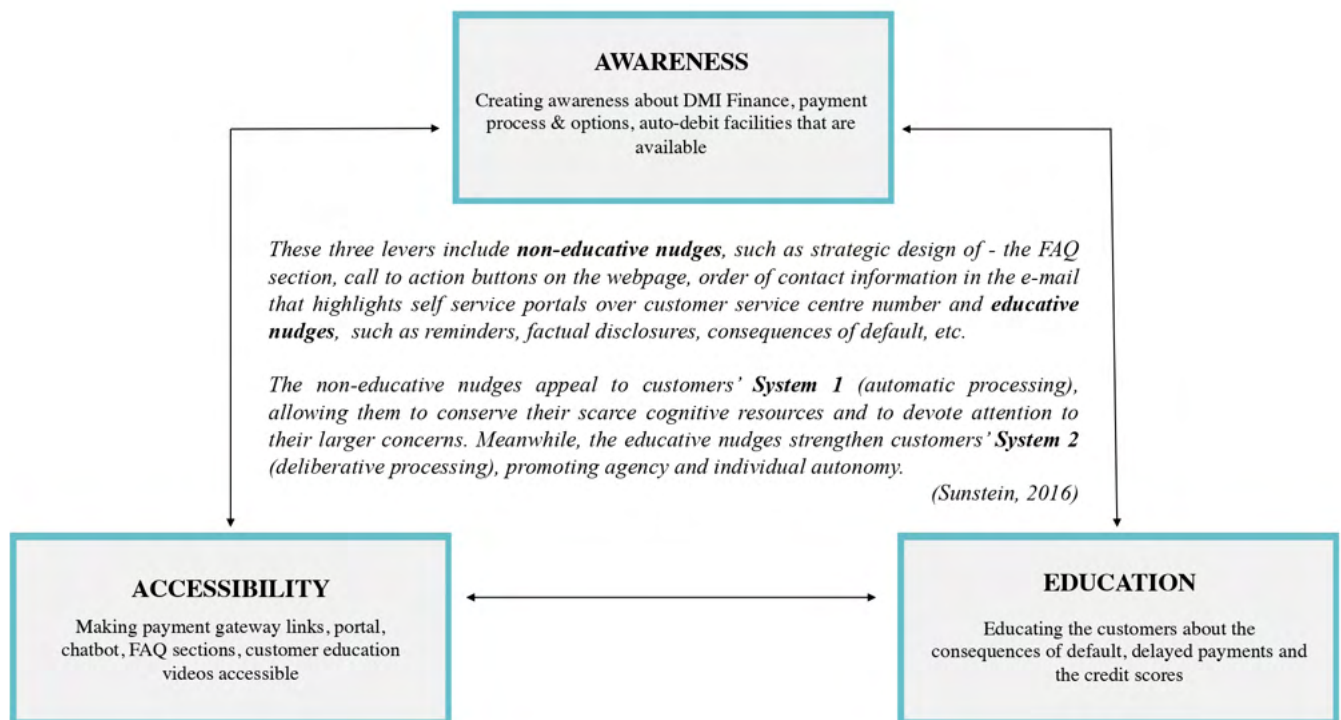 AWARENESS
Creating awareness about DMI Finance, payment
process & options, auto-debit facilities that are
available
These three levers include non-educative nudges, such as strategic design of - the FAQ
section, call to action buttons on the webpage, order of contact information in the e-mail
that highlights self service portals over customer service centre number and educative
nudges, such as reminders, factual disclosures, consequences of default, etc.
The non-educative nudges appeal to customers' System 1 (automatic processing),
allowing them to conserve their scarce cognitive resources and to devote attention to
their larger concerns. Meanwhile, the educative nudges strengthen customers' System 2
(deliberative processing), promoting agency and individual autonomy.
(Sunstein, 2016)
ACCESSIBILITY
Making payment gateway links, portal,
chatbot, FAQ sections, customer education
videos accessible
EDUCATION
Educating the customers about the
consequences of default, delayed payments and
the credit scores